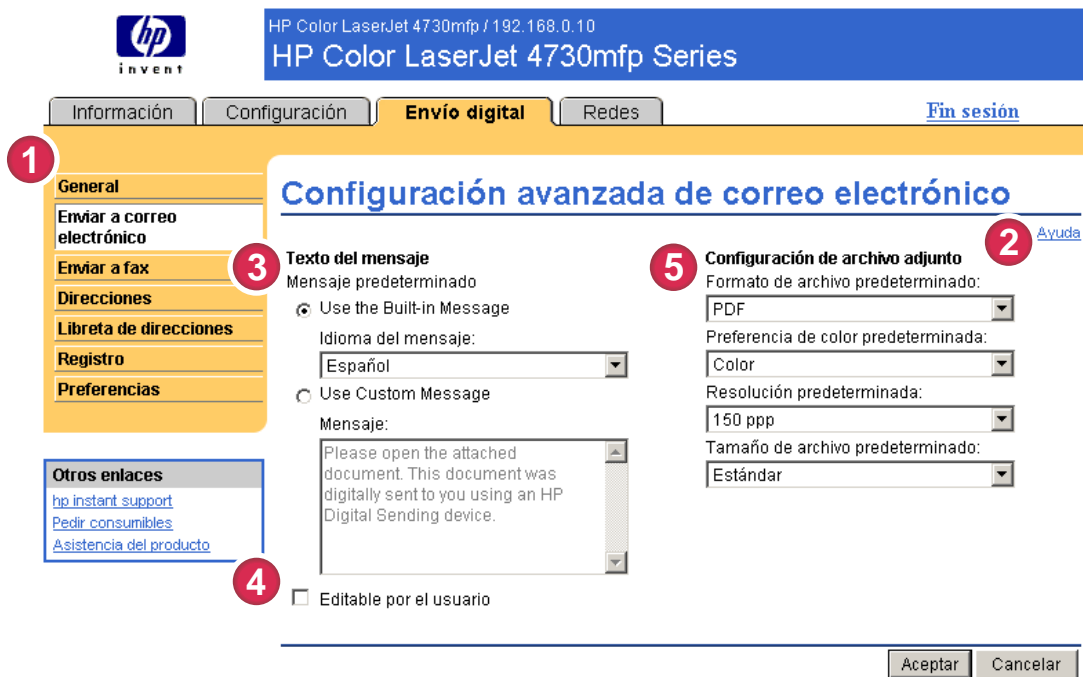 hp
invent
HP Color LaserJet 4730mfp / 192.168.0.10
HP Color LaserJet 4730mfp Series
Información
Configuración
Envío digital
Redes
Fin sesión
1
General
Enviar a correo
electrónico
Enviar a fax
Direcciones
Libreta de direcciones
Registro
Preferencias
Otros enlaces
hp instant support
Pedir consumibles
Asistencia del producto
Configuración avanzada de correo electrónico
2
Ayuda
3
Texto del mensaje
Mensaje predeterminado
Use the Built-in Message
Idioma del mensaje:
Español
Use Custom Message
Mensaje:
Please open the attached
document. This document was
digitally sent to you using an HP
Digital Sending device.
4
Editable por el usuario
5
Configuración de archivo adjunto
Formato de archivo predeterminado:
PDF
Preferencia de color predeterminada:
Color
Resolución predeterminada:
150 ppp
Tamaño de archivo predeterminado:
Estándar
Aceptar
Cancelar